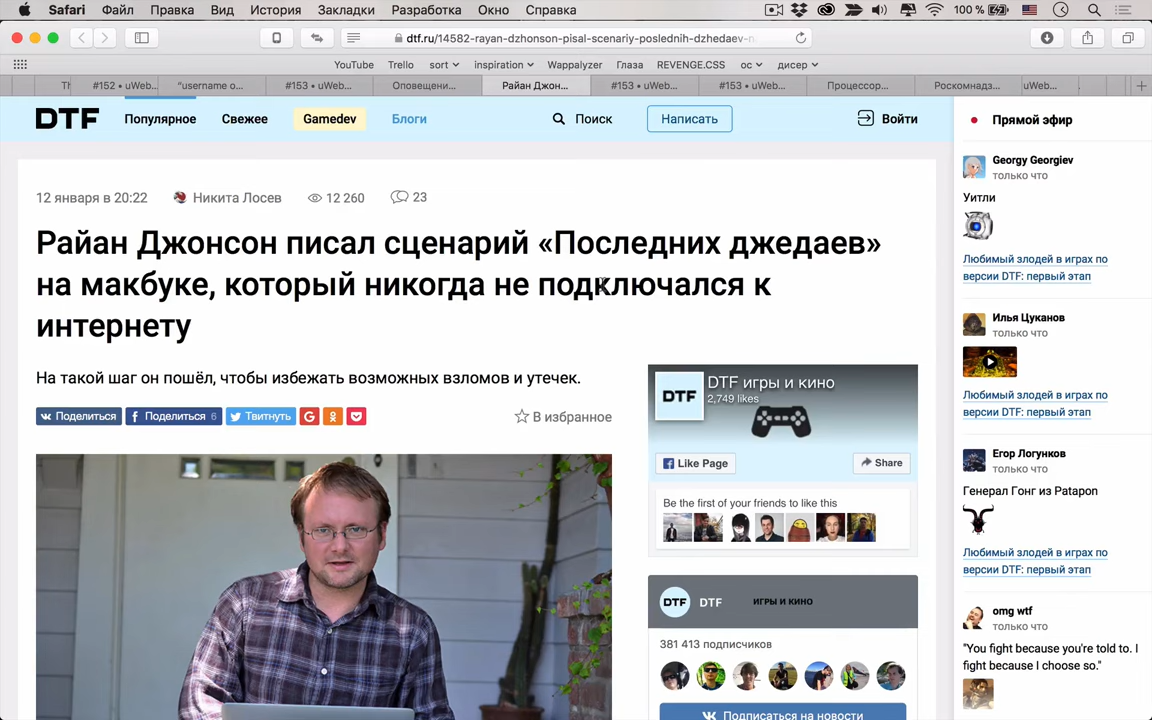 Safari Файл Правка Вид История Закладки Разработка Окно Справка 100 %
dtf.ru/14582-rayan-dzhonson-pisal-scenariy-poslednih-dzhedaev-n
YouTube Trello sort inspiration Wappalyzer Глаза REVENGE.CSS ос дисер
#152 – uWeb... "username o... #153 – uWeb... Оповещени... Райан Джон... #153 – uWeb... #153 – uWeb... Процессор... Роскомнадз... uWeb...
DTF Популярное Свежее Gamedev Блоги Поиск Написать Войти
12 января в 20:22 Никита Лосев 12 260 23
Райан Джонсон писал сценарий «Последних джедаев»
на макбуке, который никогда не подключался к
интернету
На такой шаг он пошёл, чтобы избежать возможных взломов и утечек.
Поделиться Поделиться 6 Твитнуть В избранное
DTF DTF игры и кино
2,749 likes
Like Page Share
Be the first of your friends to like this
DTF DTF ИГРЫ И КИНО
381 413 подписчиков
Подписаться на новости
Прямой эфир
Georgy Georgiev
только что
Уитли
Любимый злодей в играх по
версии DTF: первый этап
Илья Цуканов
только что
Любимый злодей в играх по
версии DTF: первый этап
Егор Логунков
только что
Генерал Гонг из Patapon
Любимый злодей в играх по
версии DTF: первый этап
omg wtf
только что
"You fight because you're told to. I
fight because I choose so."